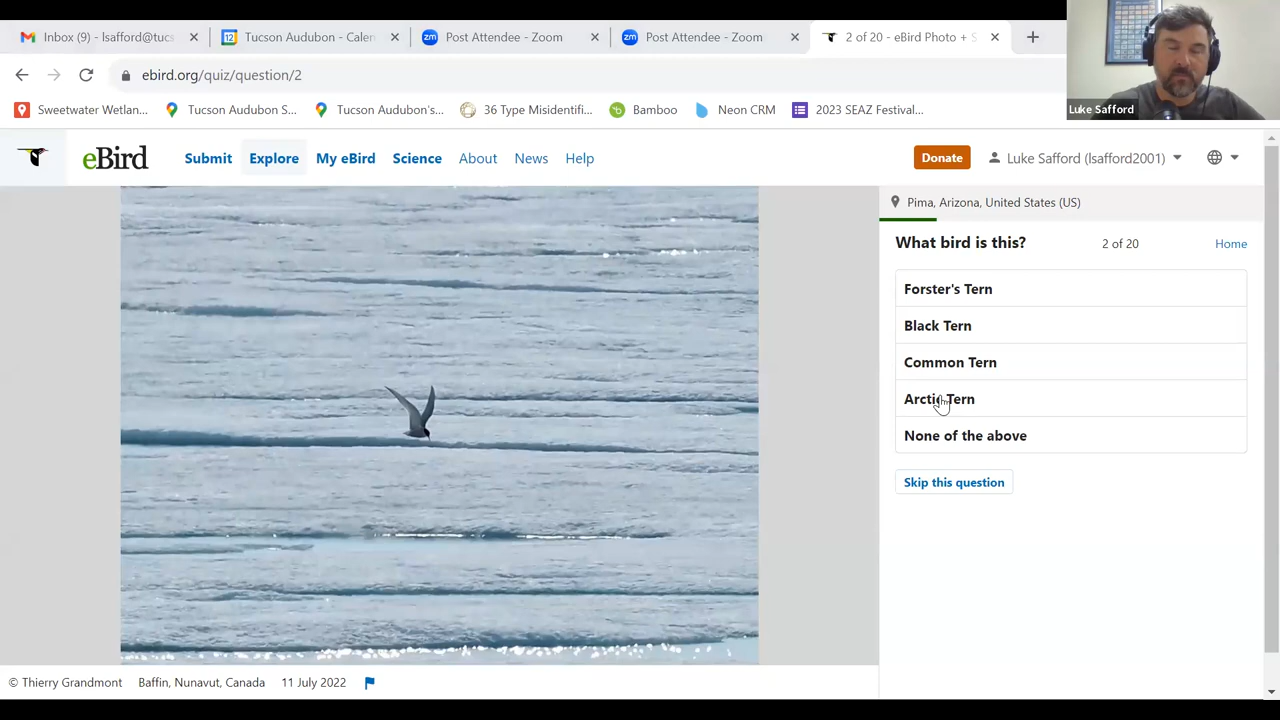 Inbox (9) - lsafford@tucs
Tucson Audubon - Calen
Post Attendee - Zoom
Post Attendee - Zoom
2 of 20 - eBird Photo + S
ebird.org/quiz/question/2
Luke Safford
Sweetwater Wetlan...
Tucson Audubon S...
Tucson Audubon's...
36 Type Misidentifi...
Bamboo
Neon CRM
2023 SEAZ Festival...
eBird
Submit
Explore
My eBird
Science
About
News
Help
Donate
Luke Safford (lsafford2001)
Pima, Arizona, United States (US)
What bird is this?
2 of 20
Home
Forster's Tern
Black Tern
Common Tern
Arctic Tern
None of the above
Skip this question
© Thierry Grandmont
Baffin, Nunavut, Canada
11 July 2022